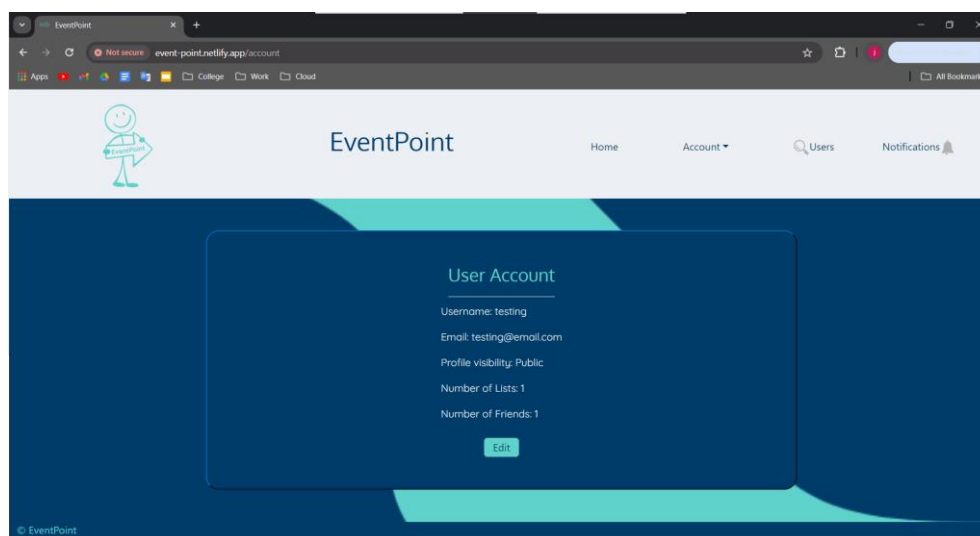 EventPoint
Not secure event-point.netlify.app/account
Apps College Work Cloud All Bookmark
EventPoint
EventPoint Home Account Users Notifications
User Account
Username: testing
Email: testing@email.com
Profile visibility: Public
Number of Lists: 1
Number of Friends: 1
Edit
© EventPoint